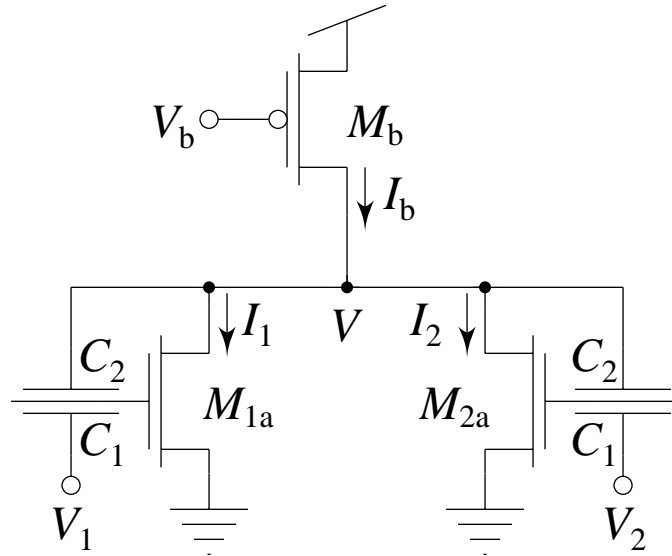 V_b
M_b
I_b
I_1 V I_2
C_2 M_1a M_2a C_2
C_1 C_1
V_1 V_2